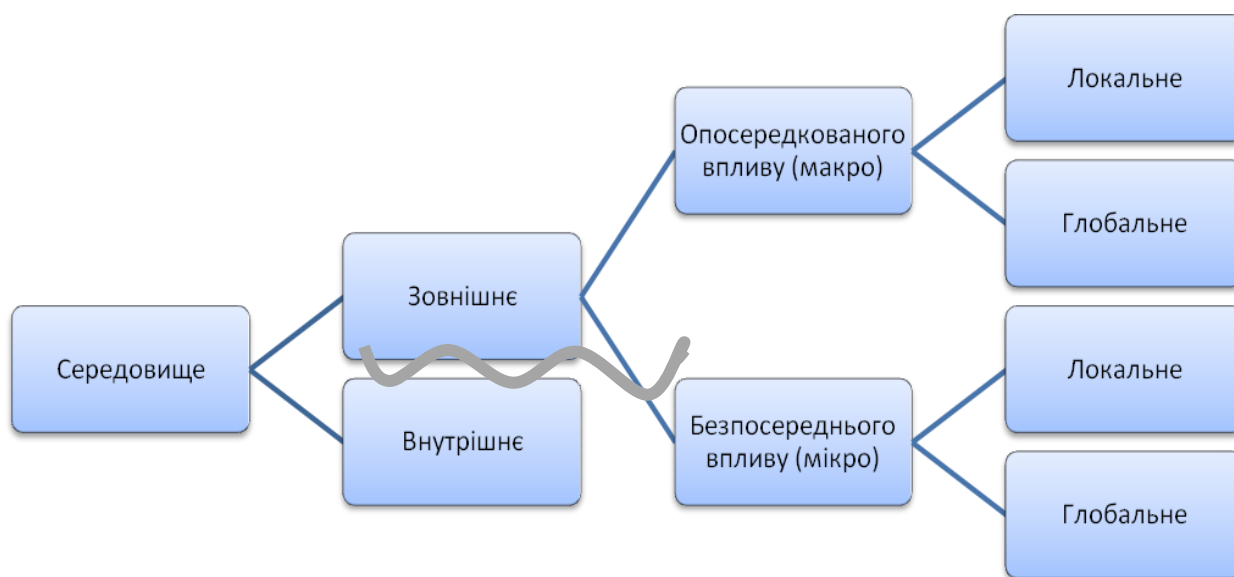 Середовище
Зовнішнє
Внутрішнє
Опосередкованого
впливу (макро)
Безпосереднього
впливу (мікро)
Локальне
Глобальне
Локальне
Глобальне